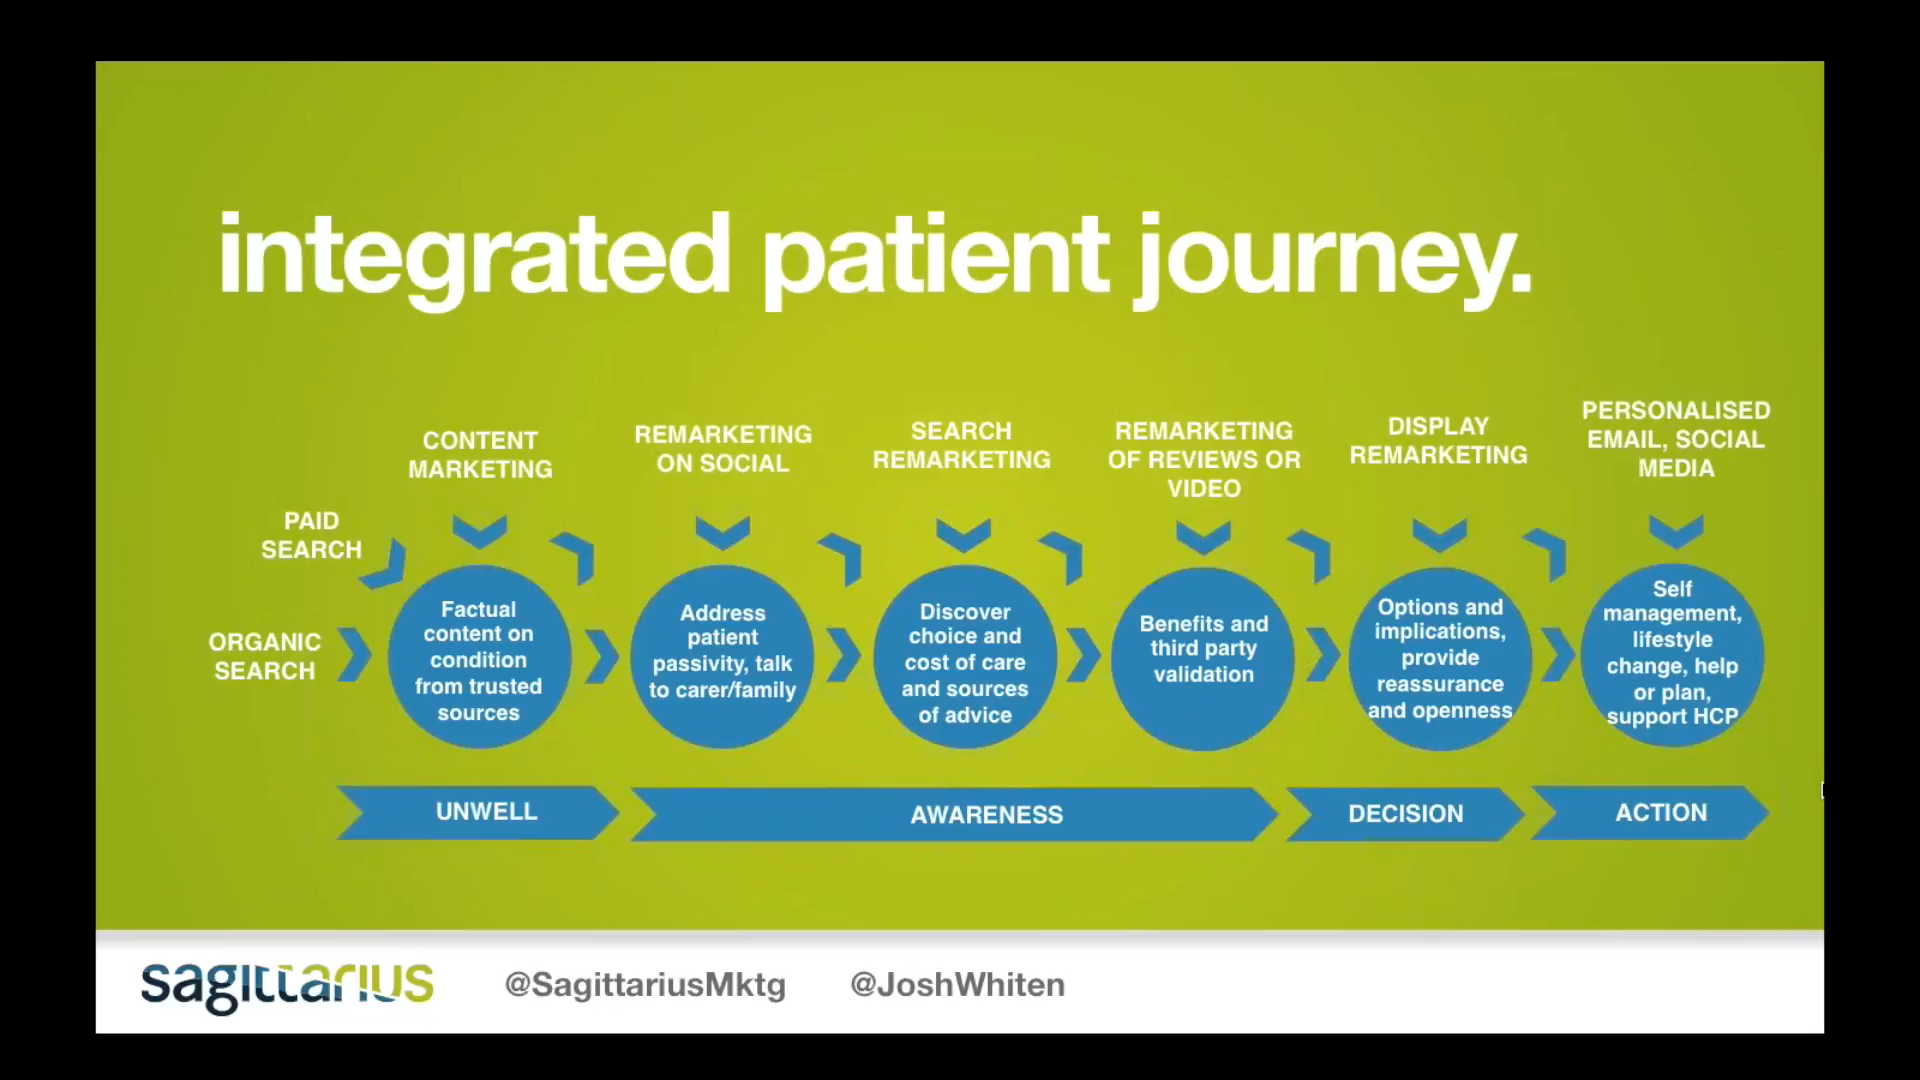 integrated patient journey.
CONTENT
MARKETING
REMARKETING
ON SOCIAL
SEARCH
REMARKETING
REMARKETING
OF REVIEWS OR
VIDEO
DISPLAY
REMARKETING
PERSONALISED
EMAIL, SOCIAL
MEDIA
PAID
SEARCH
ORGANIC
SEARCH
Factual
content on
condition
from trusted
sources
Address
patient
passivity, talk
to carer/family
Discover
choice and
cost of care
and sources
of advice
Benefits and
third party
validation
Options and
implications,
provide
reassurance
and openness
Self
management,
lifestyle
change, help
or plan,
support HCP
UNWELL
AWARENESS
DECISION
ACTION
sagittarius
@SagittariusMktg
@JoshWhiten